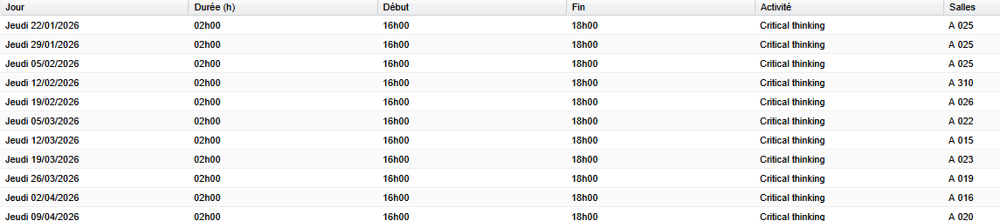 Jour Durée (h) Début Fin Activité Salles
Jeudi 22/01/2026 02h00 16h00 18h00 Critical thinking A 025
Jeudi 29/01/2026 02h00 16h00 18h00 Critical thinking A 025
Jeudi 05/02/2026 02h00 16h00 18h00 Critical thinking A 025
Jeudi 12/02/2026 02h00 16h00 18h00 Critical thinking A 310
Jeudi 19/02/2026 02h00 16h00 18h00 Critical thinking A 026
Jeudi 05/03/2026 02h00 16h00 18h00 Critical thinking A 022
Jeudi 12/03/2026 02h00 16h00 18h00 Critical thinking A 015
Jeudi 19/03/2026 02h00 16h00 18h00 Critical thinking A 023
Jeudi 26/03/2026 02h00 16h00 18h00 Critical thinking A 019
Jeudi 02/04/2026 02h00 16h00 18h00 Critical thinking A 016
Jeudi 09/04/2026 02h00 16h00 18h00 Critical thinking A 020